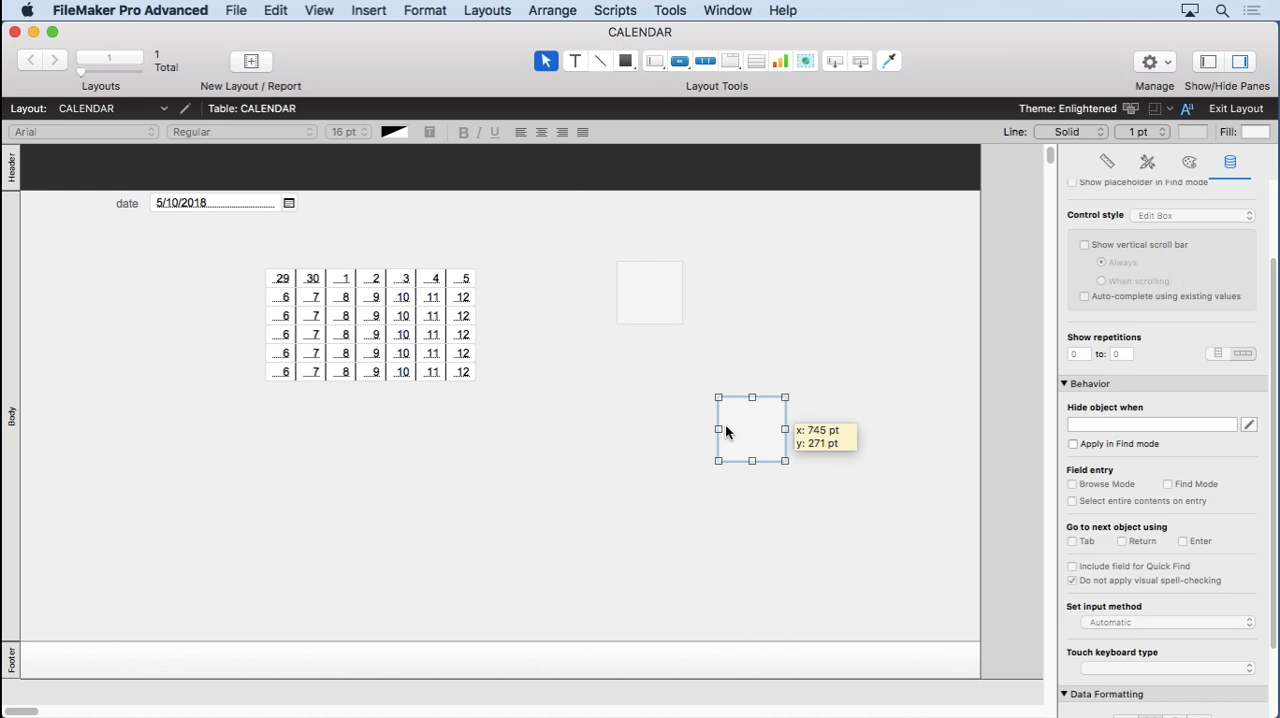 FileMaker Pro Advanced File Edit View Insert Format Layouts Arrange Scripts Tools Window Help
CALENDAR
1 1 Total
Layouts New Layout / Report Layout Tools Manage Show/Hide Panes
Layout: CALENDAR Table: CALENDAR Theme: Enlightened Exit Layout
Arial Regular 16 pt B I U Line: Solid 1 pt Fill:
Header
Body
Footer
date 5/10/2018
29 30 1 2 3 4 5
6 7 8 9 10 11 12
6 7 8 9 10 11 12
6 7 8 9 10 11 12
6 7 8 9 10 11 12
6 7 8 9 10 11 12
x: 745 pt
y: 271 pt
Show placeholder in Find mode
Control style Edit Box
Show vertical scroll bar
Always
When scrolling
Auto-complete using existing values
Show repetitions
0 to: 0
Behavior
Hide object when
Apply in Find mode
Field entry
Browse Mode Find Mode
Select entire contents on entry
Go to next object using
Tab Return Enter
Include field for Quick Find
Do not apply visual spell-checking
Set input method
Automatic
Touch keyboard type
Data Formatting